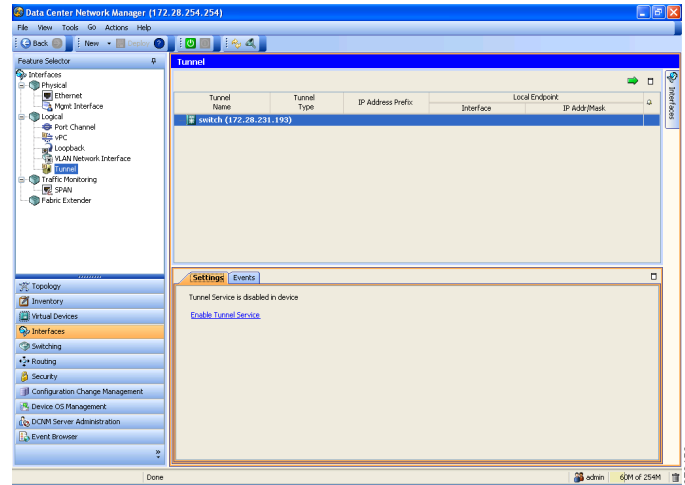 Data Center Network Manager (172.28.254.254)
File View Tools Go Actions Help
Back New Deploy
Feature Selector
Tunnel
Interfaces
Physical
Ethernet
Mgmt Interface
Logical
Port Channel
vPC
Loopback
VLAN Network Interface
Tunnel
Traffic Monitoring
SPAN
Fabric Extender
Tunnel Name
Tunnel Type
IP Address Prefix
Local Endpoint
Interface
IP Addr/Mask
switch (172.28.231.193)
Interfaces
Settings Events
Tunnel Service is disabled in device
Enable Tunnel Service
Topology
Inventory
Virtual Devices
Interfaces
Switching
Routing
Security
Configuration Change Management
Device OS Management
DCNM Server Administration
Event Browser
Done
admin
60M of 254M